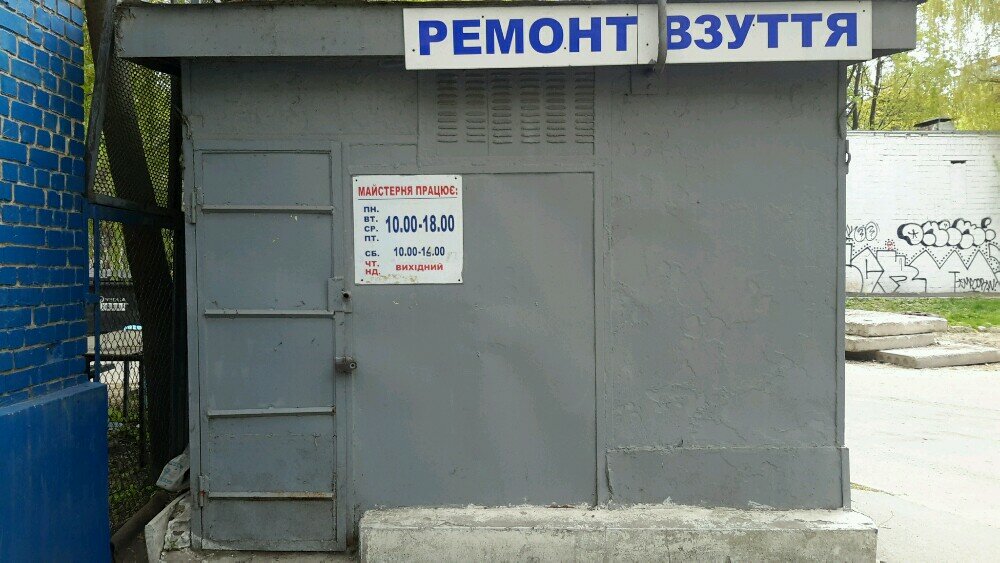 РЕМОНТ ВЗУТТЯ
МАЙСТЕРНЯ ПРАЦЮЄ:
ПН.
ВТ.
СР.
ПТ.
10.00-18.00
СБ. 10.00-16.00
ЧТ.
НД.
ВИХІДНИЙ